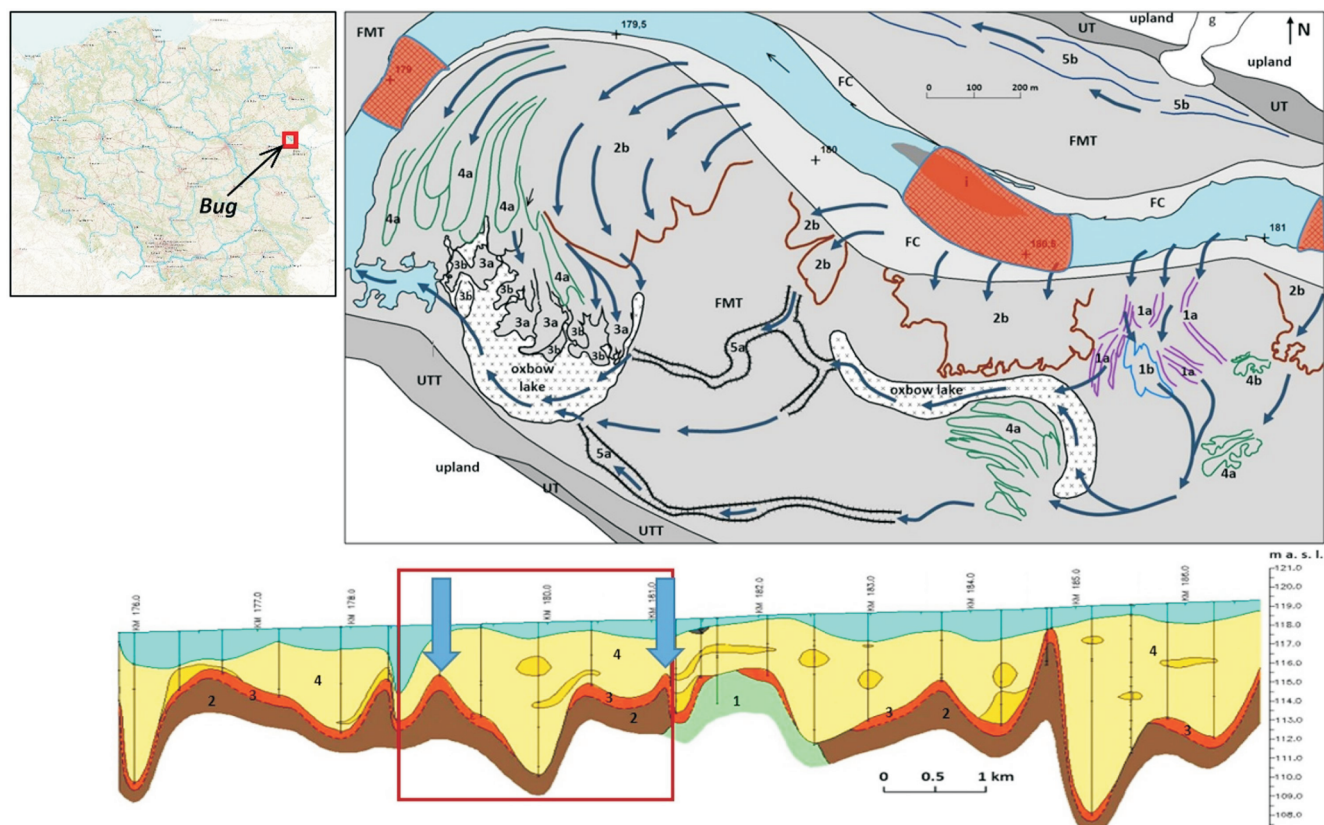 Bug
FMT
179,5
UT
upland
g
N
5b
upland
179
FC
0 100 200 m
5b
UT
2b
180
FMT
4a
4a
4a
i
FC
2b
FC
180,5
181
3b
3a
4a
2b
FMT
2b
2b
3b
3b
1a
1a
3a
3a
3b
3a
5a
1a
1b
1a
3b
3b
4b
UTT
oxbow
lake
oxbow lake
4a
4a
5a
upland
UT
UTT
m a. s. l.
KM 176.0
KM 177.0
KM 178.0
KM 180.0
KM 181.0
KM 182.0
KM 183.0
KM 184.0
KM 185.0
KM 186.0
121.0
120.0
119.0
118.0
117.0
116.0
115.0
114.0
113.0
112.0
111.0
110.0
109.0
108.0
4
4
4
3
2
3
2
1
3
2
3
2
0 0.5 1 km